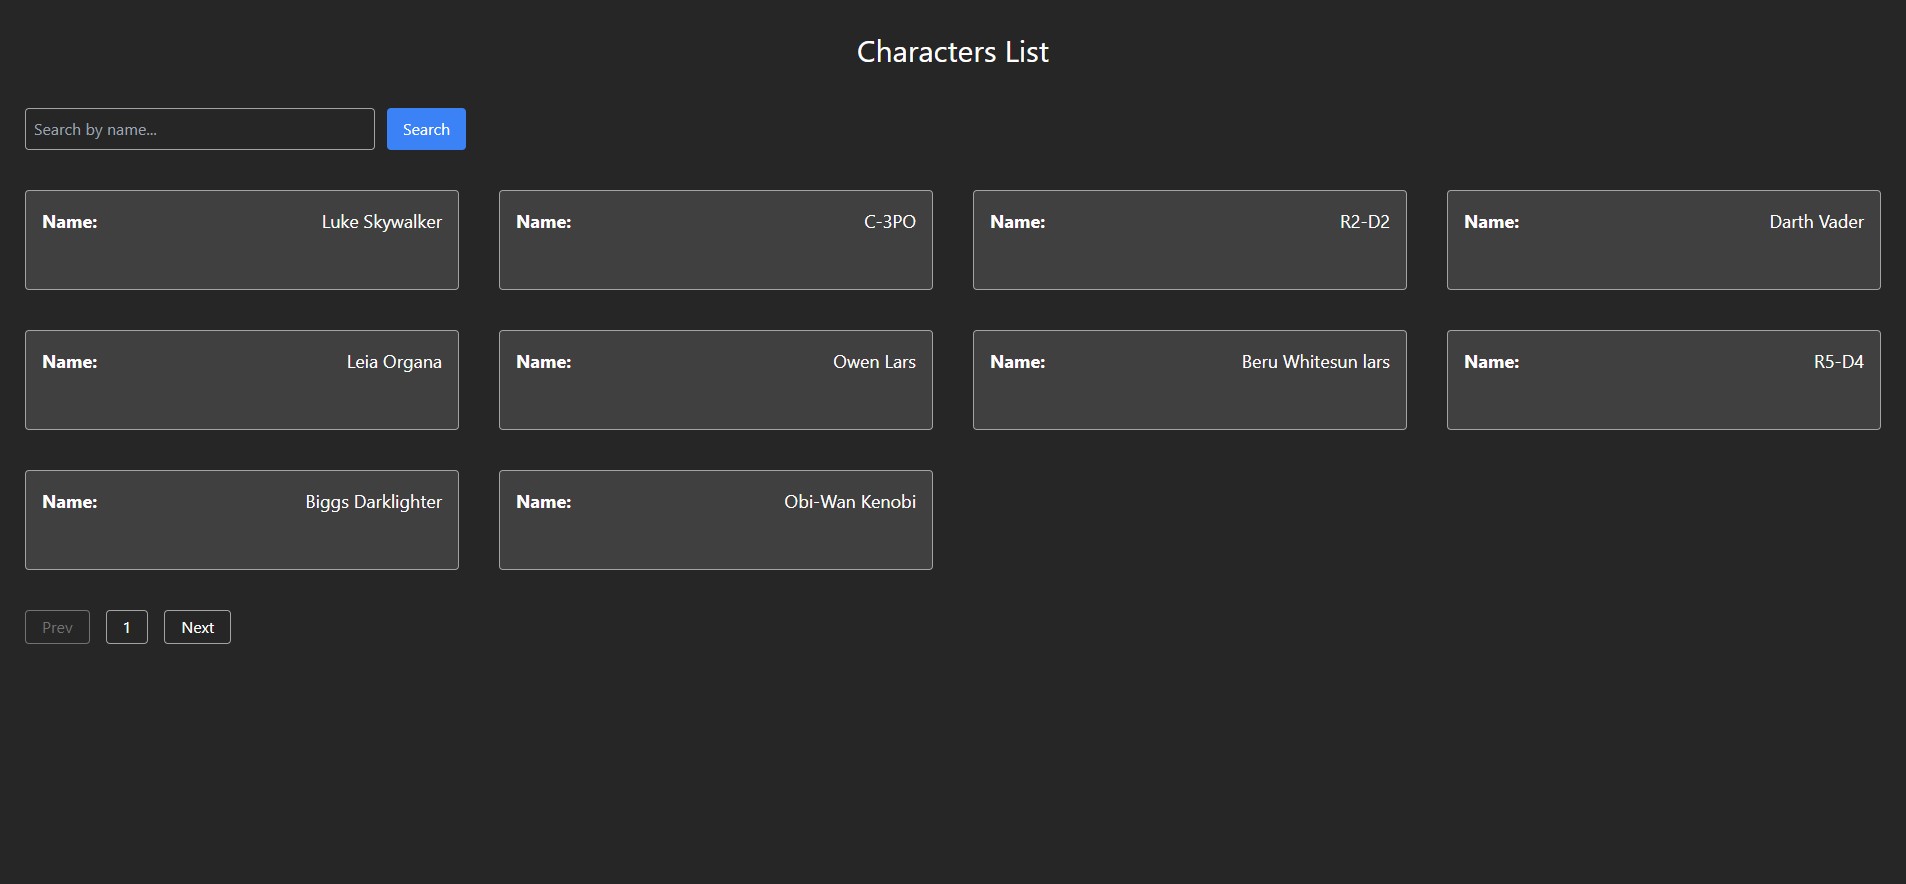 Characters List
Search by name... Search
Name: Luke Skywalker Name: C-3PO Name: R2-D2 Name: Darth Vader
Name: Leia Organa Name: Owen Lars Name: Beru Whitesun lars Name: R5-D4
Name: Biggs Darklighter Name: Obi-Wan Kenobi
Prev 1 Next